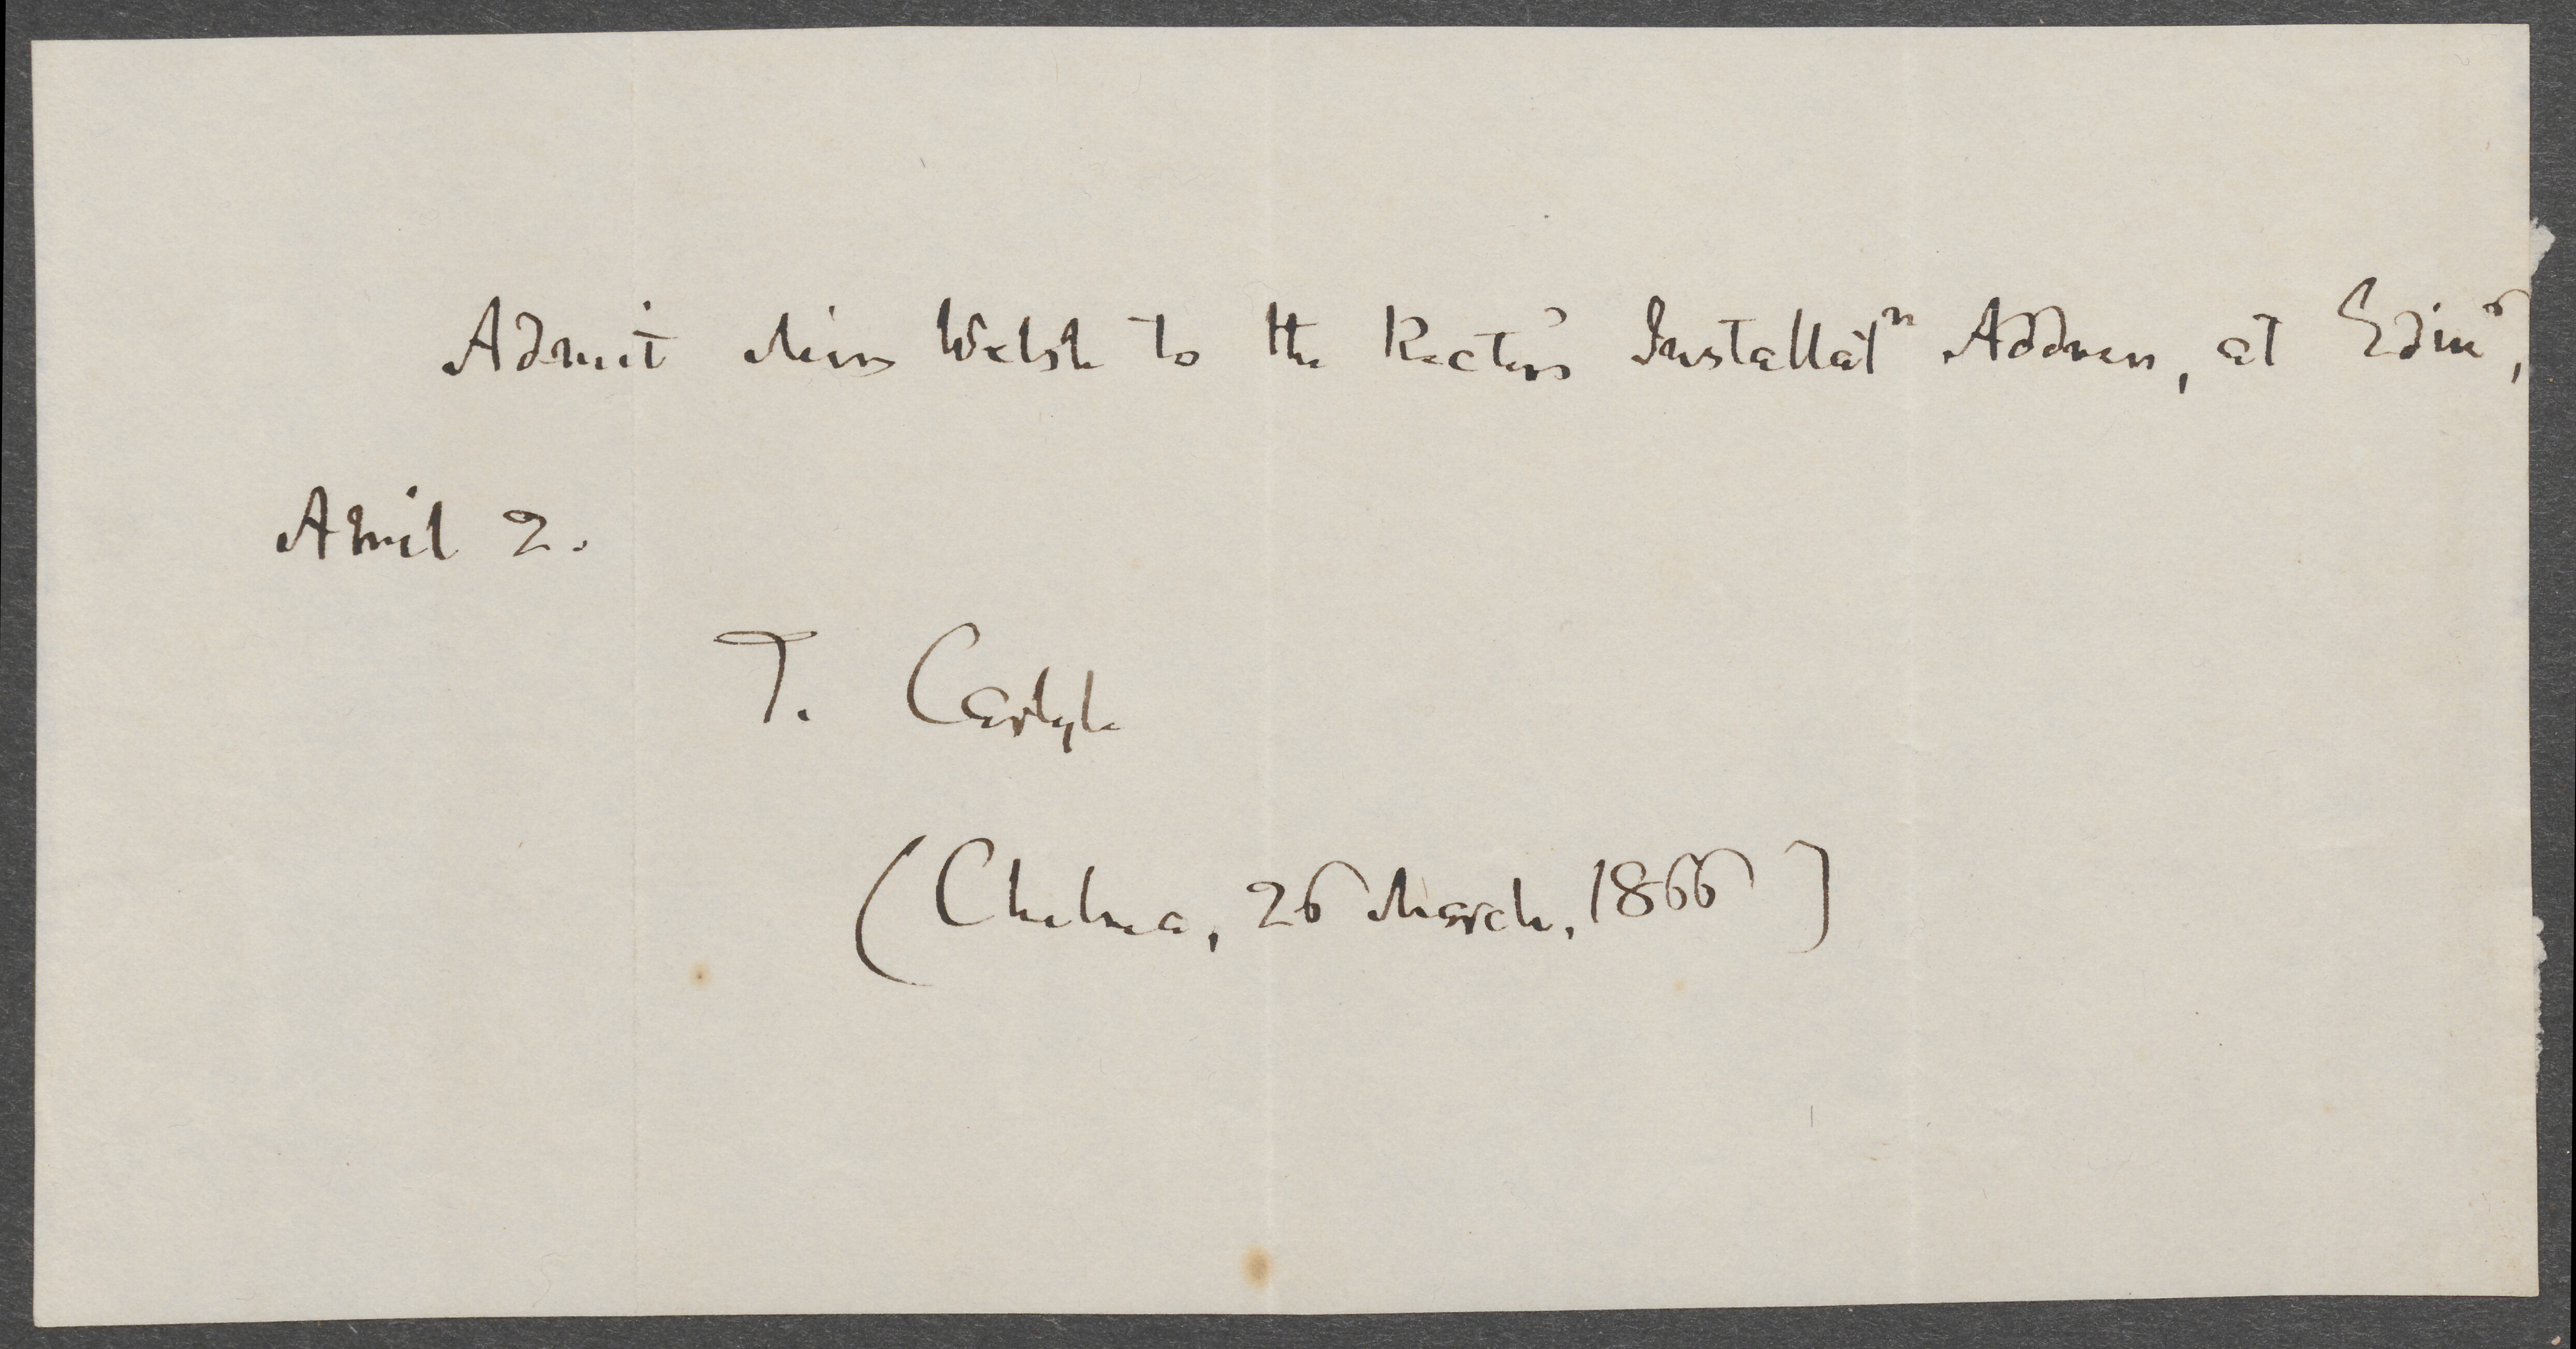 Admit Miss Welsh to the Rector's Installatⁿ Address, at Edinʳ,
April 2.
T. Carlyle
(Chelsea, 26 March, 1866)